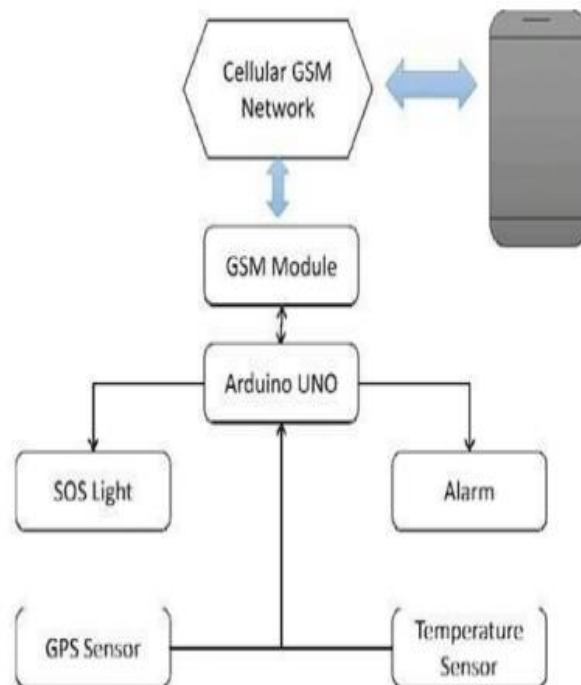 Cellular GSM
Network
GSM Module
Arduino UNO
SOS Light
Alarm
GPS Sensor
Temperature
Sensor